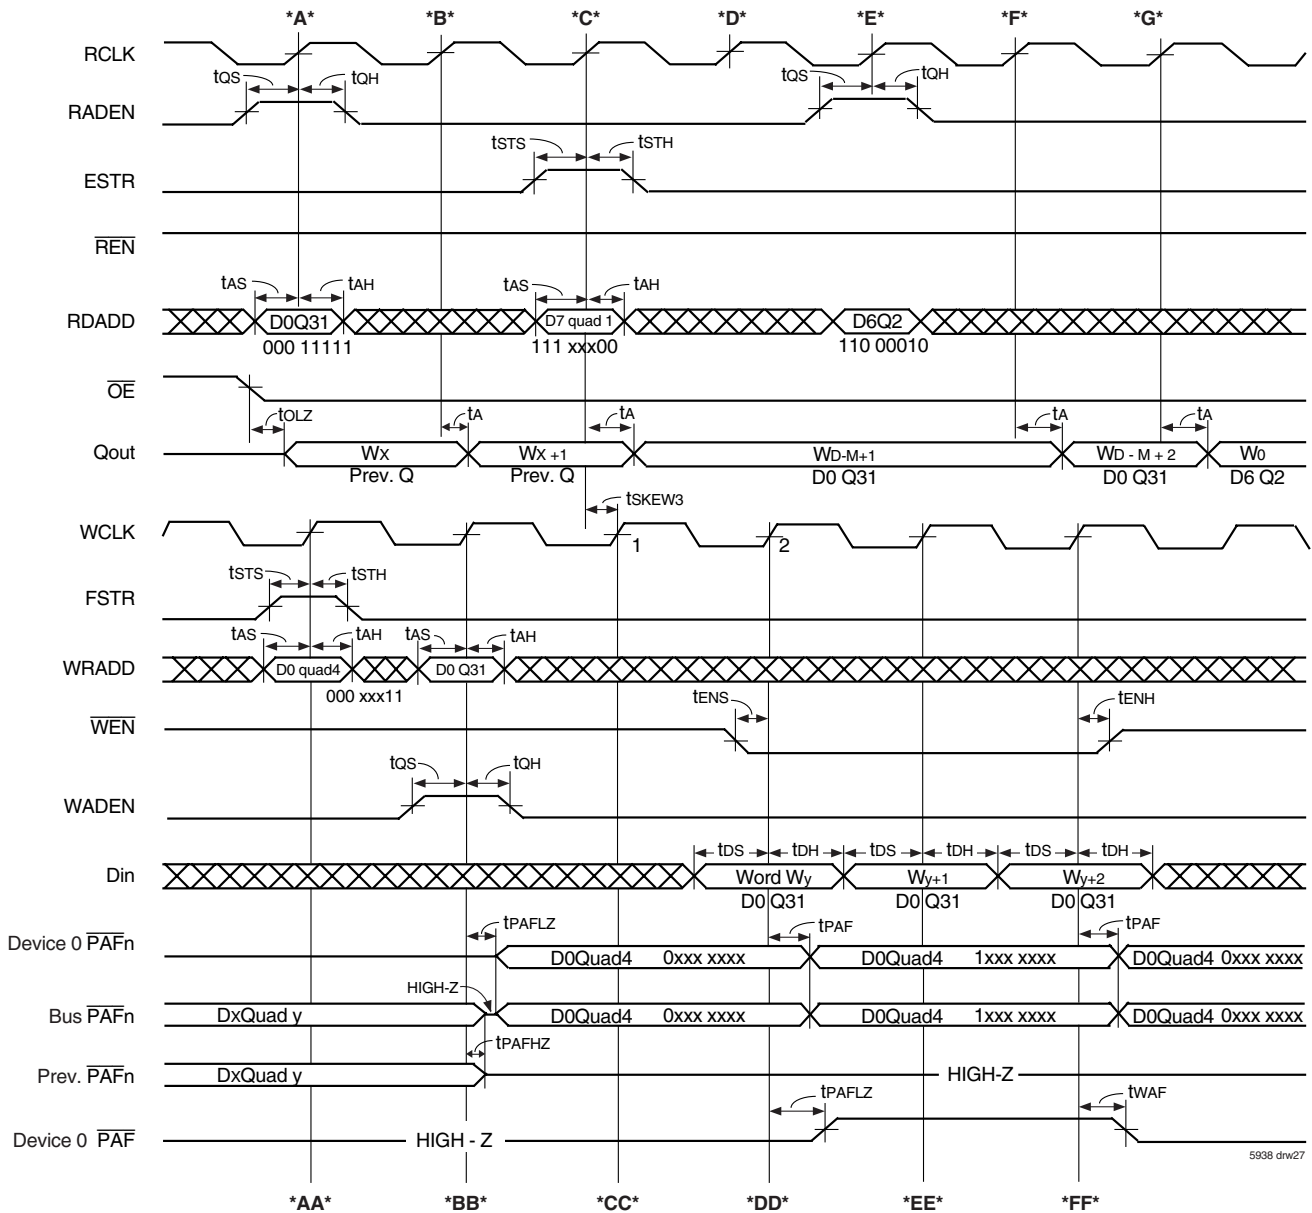 *A* *B* *C* *D* *E* *F* *G*
RCLK
tQS tQH tQS tQH
RADEN
tSTS tSTH
ESTR
REN
tAS tAH tAS tAH
RDADD D0Q31 D7 quad 1 D6Q2
000 11111 111 xxx00 110 00010
OE
tOLZ tA tA tA tA
Qout WX WX +1 WD-M+1 WD - M + 2 W0
Prev. Q Prev. Q D0 Q31 D0 Q31 D6 Q2
tSKEW3
WCLK 1 2
tSTS tSTH
FSTR
tAS tAH tAS tAH
WRADD D0 quad4 D0 Q31
000 xxx11
tENS tENH
WEN
tQS tQH
WADEN
tDS tDH tDS tDH tDS tDH
Din Word Wy Wy+1 Wy+2
D0 Q31 D0 Q31 D0 Q31
tPAFLZ tPAF tPAF
Device 0 PAFn D0Quad4 0xxx xxxx D0Quad4 1xxx xxxx D0Quad4 0xxx xxxx
HIGH-Z
Bus PAFn DxQuad y D0Quad4 0xxx xxxx D0Quad4 1xxx xxxx D0Quad4 0xxx xxxx
tPAFHZ
Prev. PAFn DxQuad y HIGH-Z
tPAFLZ tWAF
Device 0 PAF HIGH - Z
5938 drw27
*AA* *BB* *CC* *DD* *EE* *FF*